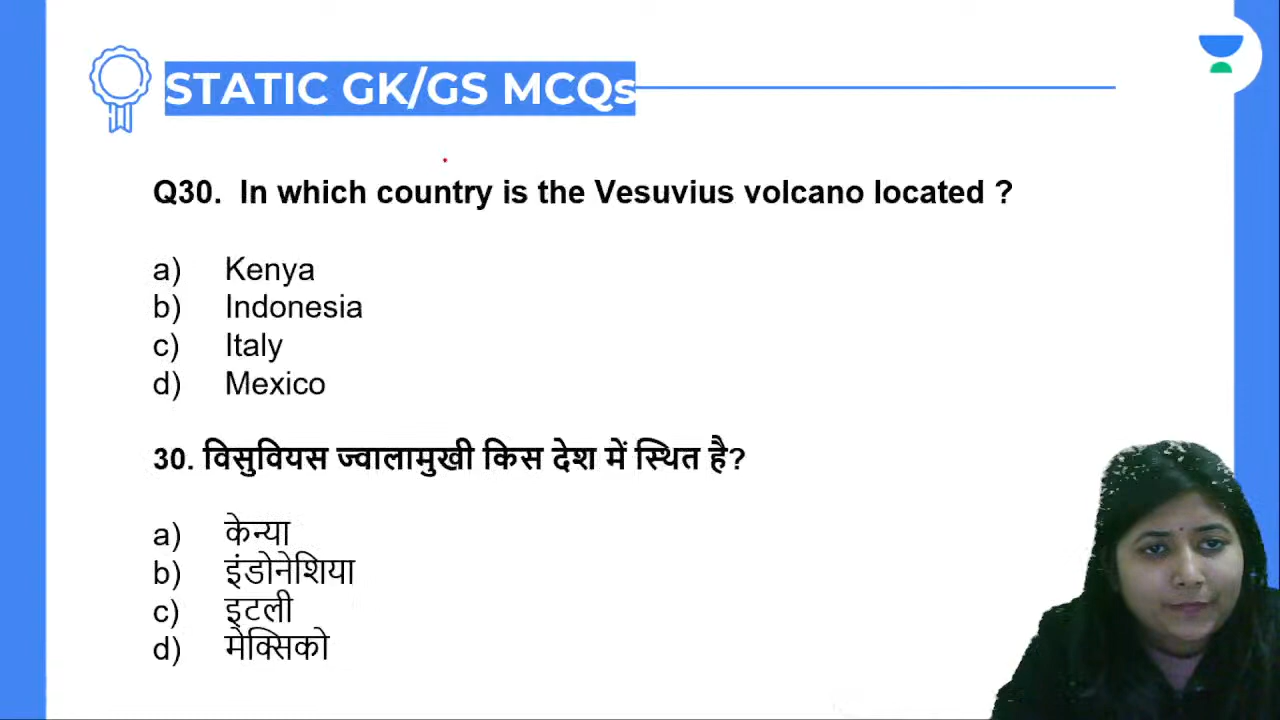 STATIC GK/GS MCQs
Q30. In which country is the Vesuvius volcano located ?
a) Kenya
b) Indonesia
c) Italy
d) Mexico
30. विसुवियस ज्वालामुखी किस देश में स्थित है?
a) केन्या
b) इंडोनेशिया
c) इटली
d) मेक्सिको